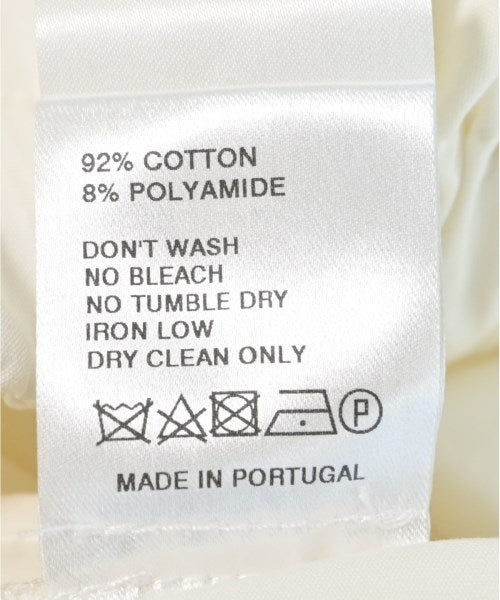 92% COTTON
8% POLYAMIDE
DON'T WASH
NO BLEACH
NO TUMBLE DRY
IRON LOW
DRY CLEAN ONLY
P
MADE IN PORTUGAL